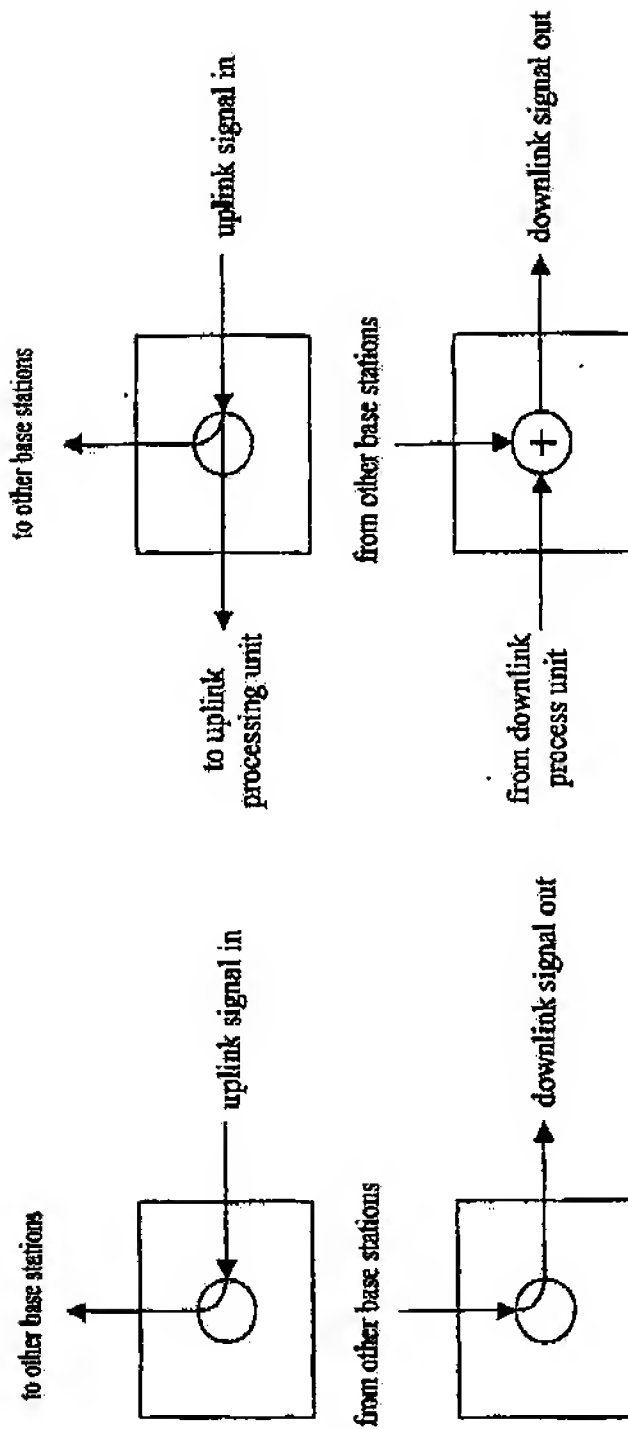 to other base stations
uplink signal in
from other base stations
downlink signal out
to other base stations
uplink signal in
to uplink
processing unit
from other base stations
downlink signal out
from downlink
process unit